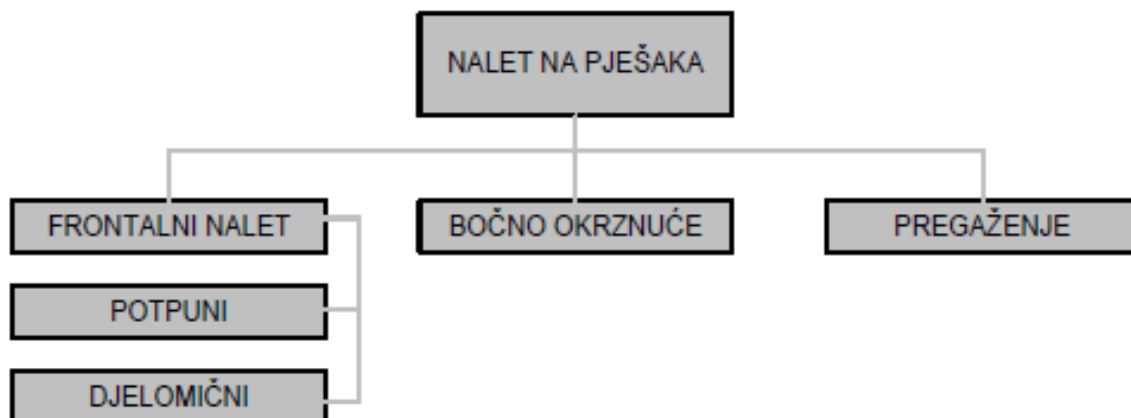 NALET NA PJEŠAKA
FRONTALNI NALET
BOČNO OKRZNUĆE
PREGAŽENJE
POTPUNI
DJELOMIČNI